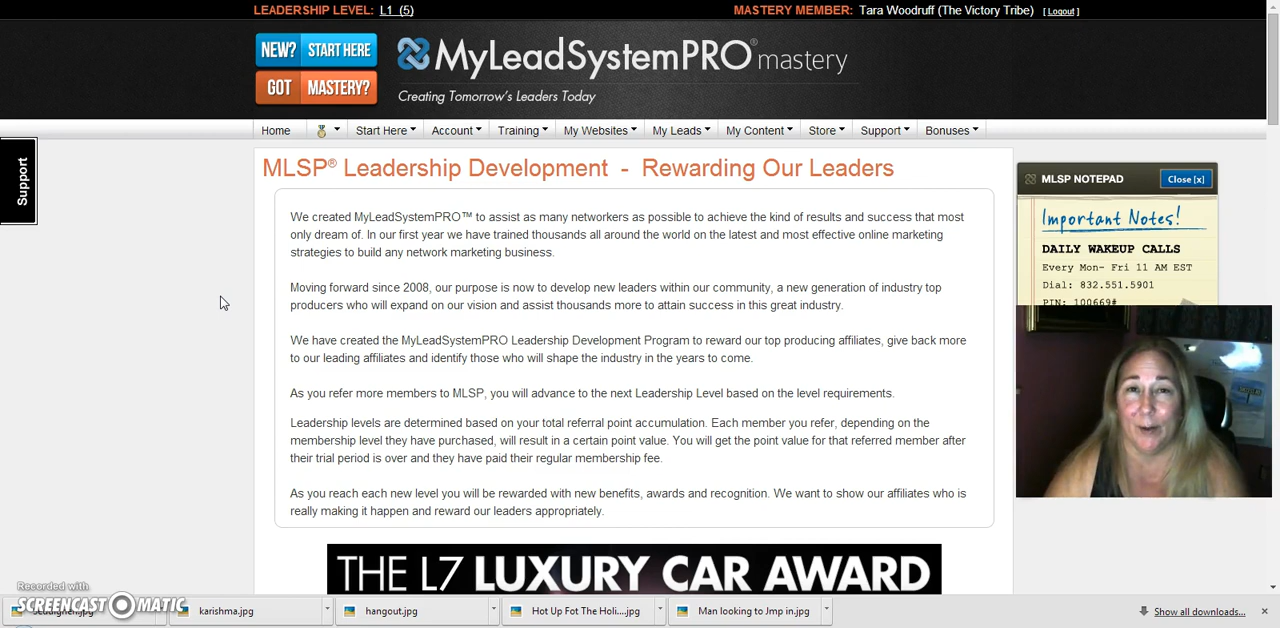 LEADERSHIP LEVEL: L1 (5)
MASTERY MEMBER: Tara Woodruff (The Victory Tribe) [ Logout ]
NEW? START HERE
GOT MASTERY?
MyLeadSystemPRO® mastery
Creating Tomorrow's Leaders Today
Home Start Here Account Training My Websites My Leads My Content Store Support Bonuses
Support
MLSP® Leadership Development - Rewarding Our Leaders
We created MyLeadSystemPRO™ to assist as many networkers as possible to achieve the kind of results and success that most
only dream of. In our first year we have trained thousands all around the world on the latest and most effective online marketing
strategies to build any network marketing business.
Moving forward since 2008, our purpose is now to develop new leaders within our community, a new generation of industry top
producers who will expand on our vision and assist thousands more to attain success in this great industry.
We have created the MyLeadSystemPRO Leadership Development Program to reward our top producing affiliates, give back more
to our leading affiliates and identify those who will shape the industry in the years to come.
As you refer more members to MLSP, you will advance to the next Leadership Level based on the level requirements.
Leadership levels are determined based on your total referral point accumulation. Each member you refer, depending on the
membership level they have purchased, will result in a certain point value. You will get the point value for that referred member after
their trial period is over and they have paid their regular membership fee.
As you reach each new level you will be rewarded with new benefits, awards and recognition. We want to show our affiliates who is
really making it happen and reward our leaders appropriately.
THE L7 LUXURY CAR AWARD
MLSP NOTEPAD Close [x]
Important Notes!
DAILY WAKEUP CALLS
Every Mon- Fri 11 AM EST
Dial: 832.551.5901
PIN: 100669#
Recorded with
SCREENCAST-O-MATIC
karishma.jpg
hangout.jpg
Hot Up Fot The Holi....jpg
Man looking to Jmp in.jpg
Show all downloads...